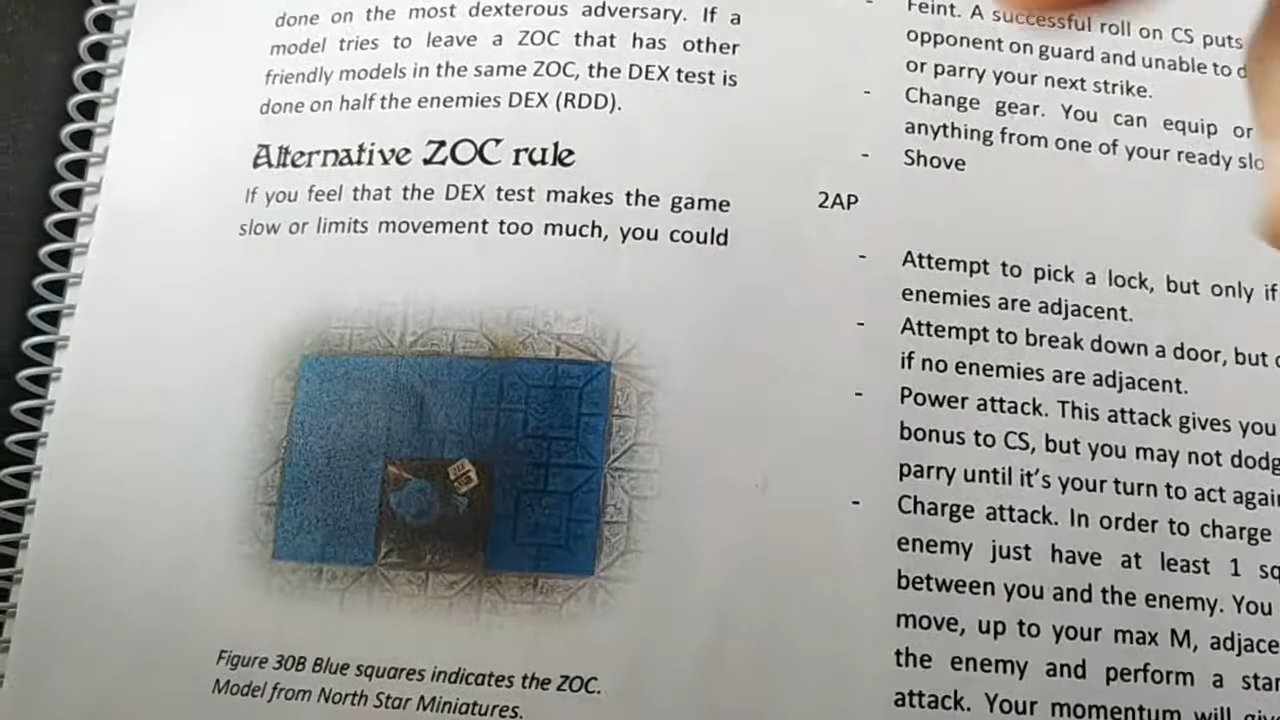 done on the most dexterous adversary. If a
model tries to leave a ZOC that has other
friendly models in the same ZOC, the DEX test is
done on half the enemies DEX (RDD).
Alternative ZOC rule
If you feel that the DEX test makes the game
slow or limits movement too much, you could
Figure 30B Blue squares indicates the ZOC.
Model from North Star Miniatures.
- Feint. A successful roll on CS puts
opponent on guard and unable to
or parry your next strike.
- Change gear. You can equip or
anything from one of your ready
- Shove
2AP
- Attempt to pick a lock, but only if
enemies are adjacent.
- Attempt to break down a door, but
if no enemies are adjacent.
- Power attack. This attack gives you
bonus to CS, but you may not
parry until it's your turn to act
- Charge attack. In order to charge
enemy just have at least 1
between you and the enemy. You
move, up to your max M,
the enemy and perform a
attack. Your momentum will